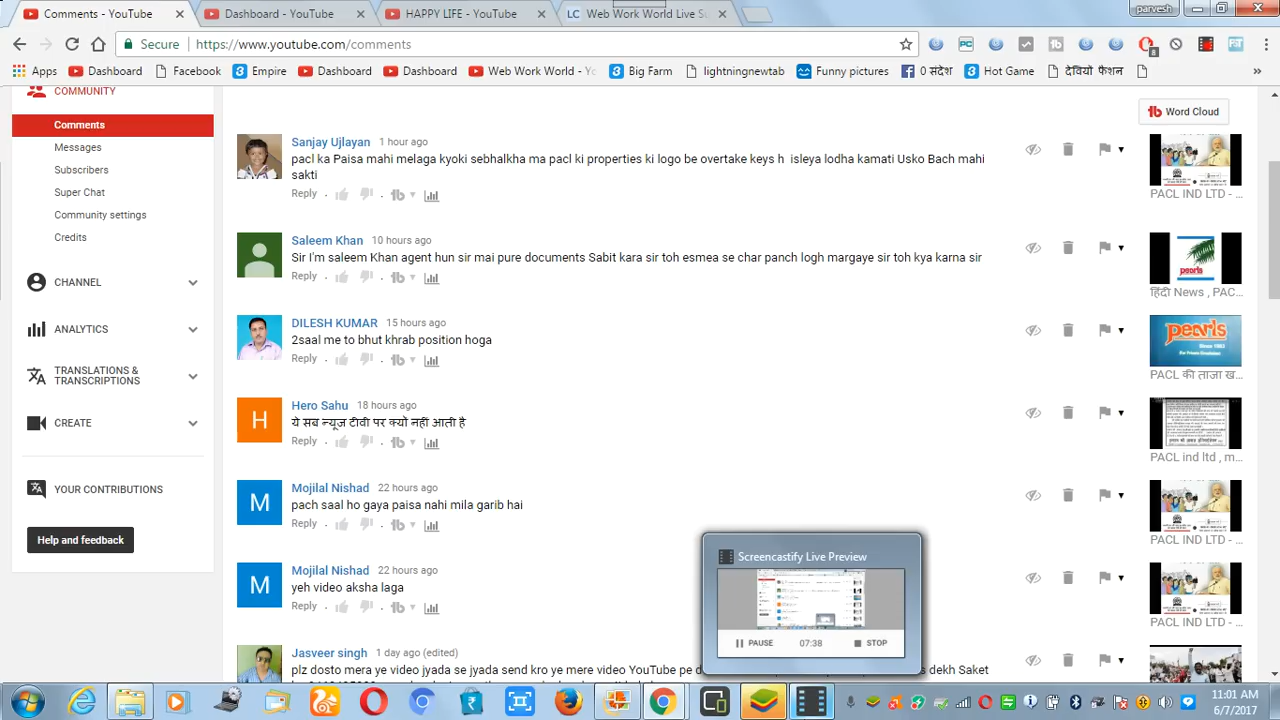 Comments - YouTube
Dashboard - YouTube
HAPPY LIFE - YouTube
LC Web Work World Live Su
parvesh
Secure https://www.youtube.com/comments
Apps Dashboard Facebook Empire Dashboard Dashboard Web Work World - Yo Big Farm lightningnewtab Funny pictures 0 संदेश Hot Game देवियो फैशन
COMMUNITY
Comments
Messages
Subscribers
Super Chat
Community settings
Credits
CHANNEL
ANALYTICS
TRANSLATIONS &
TRANSCRIPTIONS
CREATE
YOUR CONTRIBUTIONS
Help and feedback
Word Cloud
Sanjay Ujlayan 1 hour ago
pacl ka Paisa mahi melaga kyoki sebhalkha ma pacl ki properties ki logo be overtake keys h isleya lodha kamati Usko Bach mahi
sakti
Reply
PACL IND LTD - ...
Saleem Khan 10 hours ago
Sir I'm saleem Khan agent hun sir mai pure documents Sabit kara sir toh esmea se char panch logh margaye sir toh kya karna sir
Reply
pearls
हिंदी News , PAC...
DILESH KUMAR 15 hours ago
2saal me to bhut khrab position hoga
Reply
pearls
PACL की ताजा ख...
Hero Sahu 18 hours ago
ये सब न्यूज टीवी पर क्यो नही आती है
Reply
PACL ind ltd , m...
M Mojilal Nishad 22 hours ago
pach saal ho gaya paisa nahi mila garib hai
Reply
PACL IND LTD - ...
M Mojilal Nishad 22 hours ago
yeh video aksha laga
Reply
PACL IND LTD - ...
Jasveer singh 1 day ago (edited)
plz dosto mera ye video jyada se jyada send kro ye mere video YouTube pe d s dekh Saket
Screencastify Live Preview
PAUSE 07:38 STOP
11:01 AM
6/7/2017